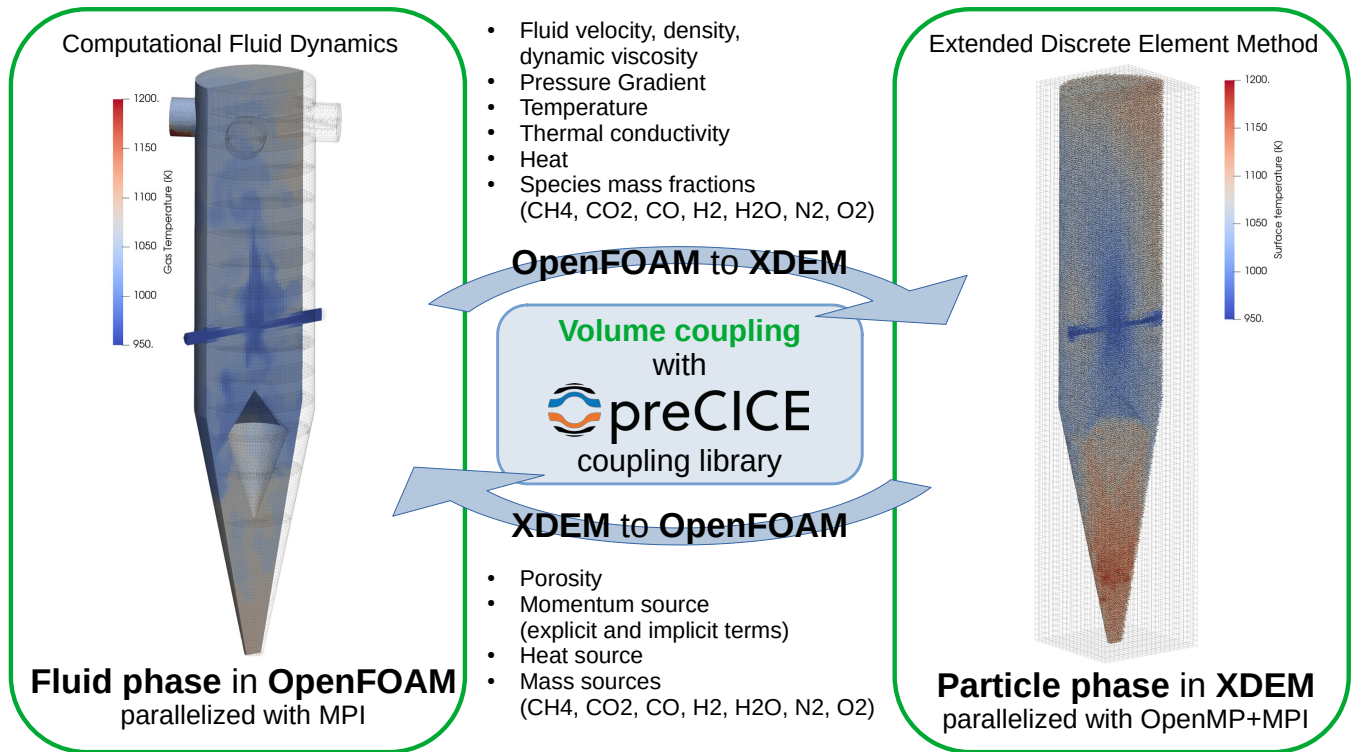 Computational Fluid Dynamics
1200.
1150
1100
1050
1000
950.
Gas Temperature (K)
Fluid phase in OpenFOAM
parallelized with MPI
• Fluid velocity, density,
dynamic viscosity
• Pressure Gradient
• Temperature
• Thermal conductivity
• Heat
• Species mass fractions
(CH4, CO2, CO, H2, H2O, N2, O2)
OpenFOAM to XDEM
Volume coupling
with
preCICE
coupling library
XDEM to OpenFOAM
• Porosity
• Momentum source
(explicit and implicit terms)
• Heat source
• Mass sources
(CH4, CO2, CO, H2, H2O, N2, O2)
Extended Discrete Element Method
1200.
1150
1100
1050
1000
950.
Surface temperature (K)
Particle phase in XDEM
parallelized with OpenMP+MPI